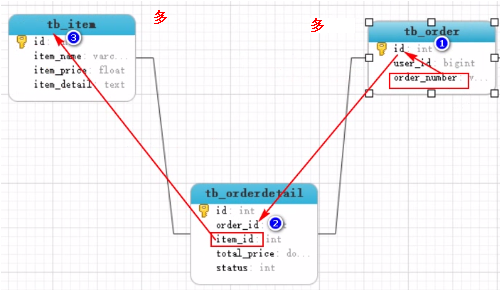 多
多
tb_item
③
id: int
item_name: varc...
item_price float
item_detail: text
tb_order
①
id: int
user_id: bigint
order_number v...
tb_orderdetail
id: int
order_id
②
item_id int
total_price: do...
status: int